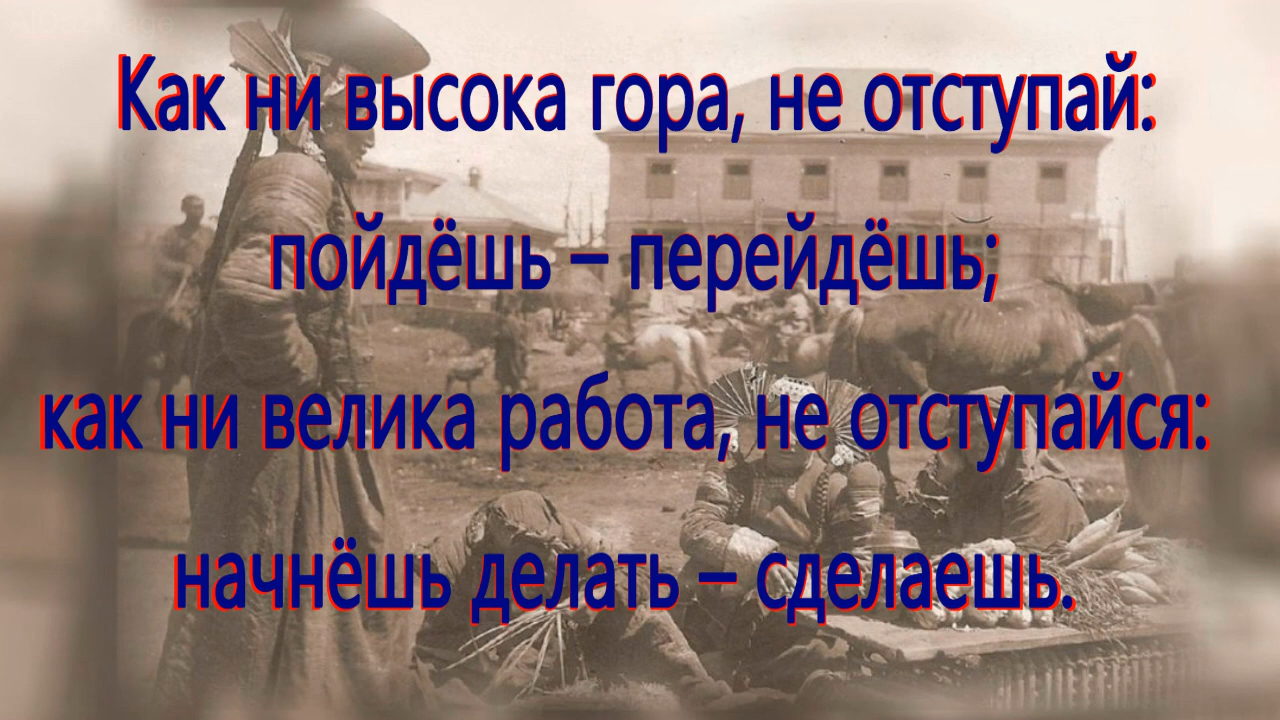 Как ни высока гора, не отступай:
пойдёшь – перейдёшь;
как ни велика работа, не отступайся:
начнёшь делать – сделаешь.